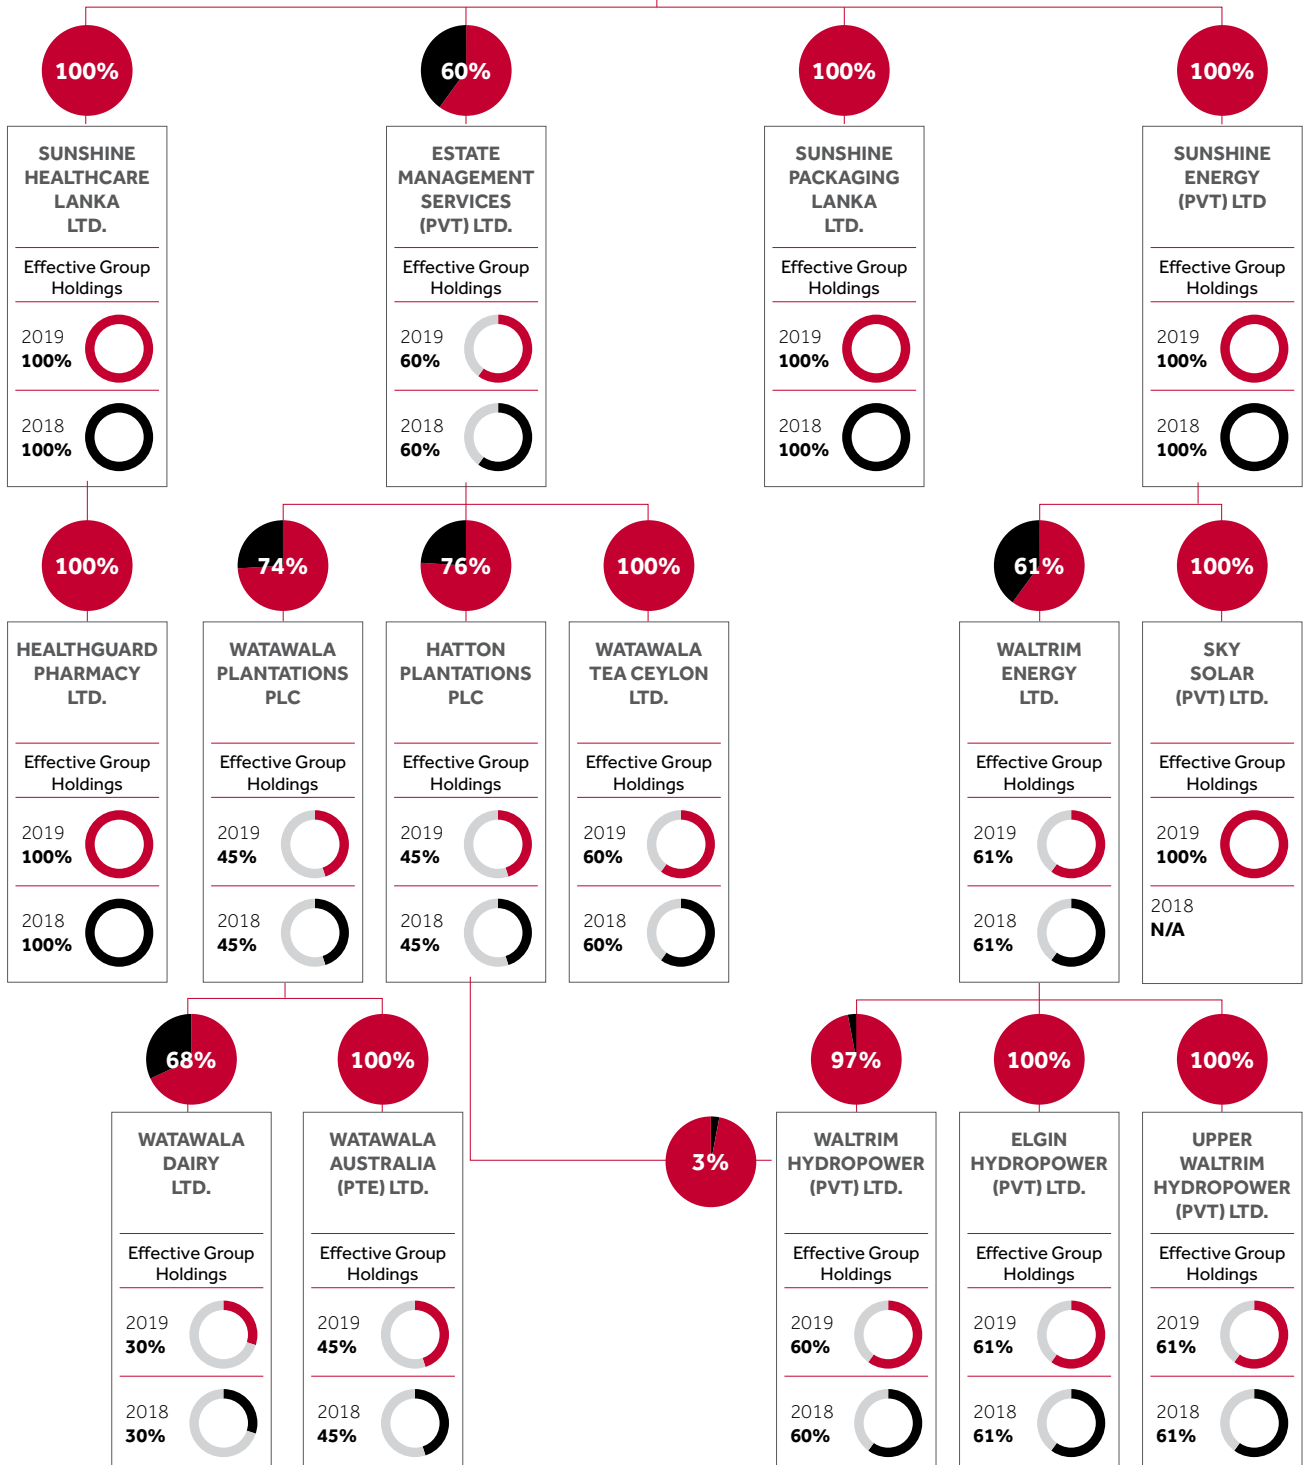 100%
60%
100%
100%
SUNSHINE
HEALTHCARE
LANKA
LTD.
Effective Group
Holdings
2019
100%
2018
100%
ESTATE
MANAGEMENT
SERVICES
(PVT) LTD.
Effective Group
Holdings
2019
60%
2018
60%
SUNSHINE
PACKAGING
LANKA
LTD.
Effective Group
Holdings
2019
100%
2018
100%
SUNSHINE
ENERGY
(PVT) LTD
Effective Group
Holdings
2019
100%
2018
100%
100%
74%
76%
100%
61%
100%
HEALTHGUARD
PHARMACY
LTD.
Effective Group
Holdings
2019
100%
2018
100%
WATAWALA
PLANTATIONS
PLC
Effective Group
Holdings
2019
45%
2018
45%
HATTON
PLANTATIONS
PLC
Effective Group
Holdings
2019
45%
2018
45%
WATAWALA
TEA CEYLON
LTD.
Effective Group
Holdings
2019
60%
2018
60%
WALTRIM
ENERGY
LTD.
Effective Group
Holdings
2019
61%
2018
61%
SKY
SOLAR
(PVT) LTD.
Effective Group
Holdings
2019
100%
2018
N/A
68%
100%
97%
100%
100%
3%
WATAWALA
DAIRY
LTD.
Effective Group
Holdings
2019
30%
2018
30%
WATAWALA
AUSTRALIA
(PTE) LTD.
Effective Group
Holdings
2019
45%
2018
45%
WALTRIM
HYDROPOWER
(PVT) LTD.
Effective Group
Holdings
2019
60%
2018
60%
ELGIN
HYDROPOWER
(PVT) LTD.
Effective Group
Holdings
2019
61%
2018
61%
UPPER
WALTRIM
HYDROPOWER
(PVT) LTD.
Effective Group
Holdings
2019
61%
2018
61%